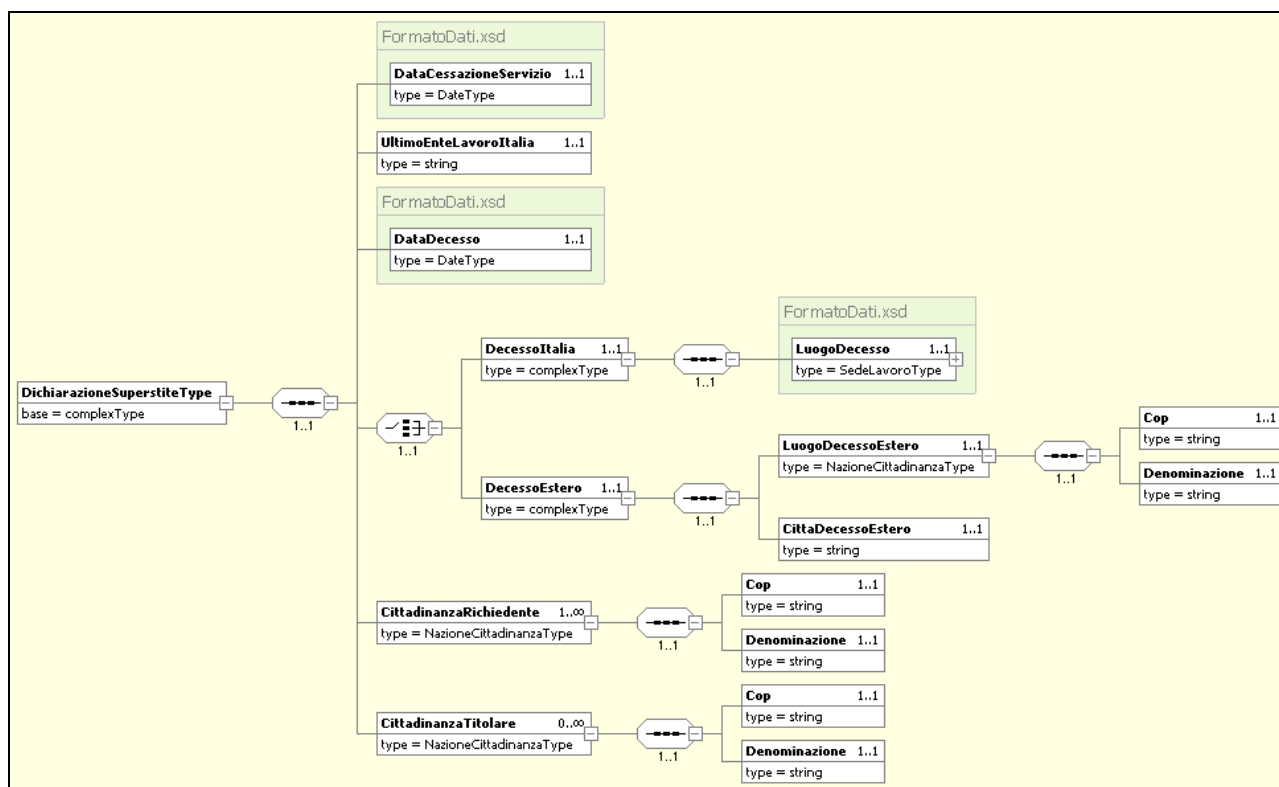 FormatoDati.xsd
DataCessazioneServizio 1..1
type = DateType
UltimoEnteLavoroItalia 1..1
type = string
FormatoDati.xsd
DataDecesso 1..1
type = DateType
DichiarazioneSuperstiteType
base = complexType
1..1
1..1
DecessoItalia 1..1
type = complexType
1..1
FormatoDati.xsd
LuogoDecesso 1..1
type = SedeLavoroType
DecessoEstero 1..1
type = complexType
1..1
LuogoDecessoEstero 1..1
type = NazioneCittadinanzaType
1..1
Cop 1..1
type = string
Denominazione 1..1
type = string
CittaDecessoEstero 1..1
type = string
CittadinanzaRichiedente 1..∞
type = NazioneCittadinanzaType
1..1
Cop 1..1
type = string
Denominazione 1..1
type = string
CittadinanzaTitolare 0..∞
type = NazioneCittadinanzaType
1..1
Cop 1..1
type = string
Denominazione 1..1
type = string